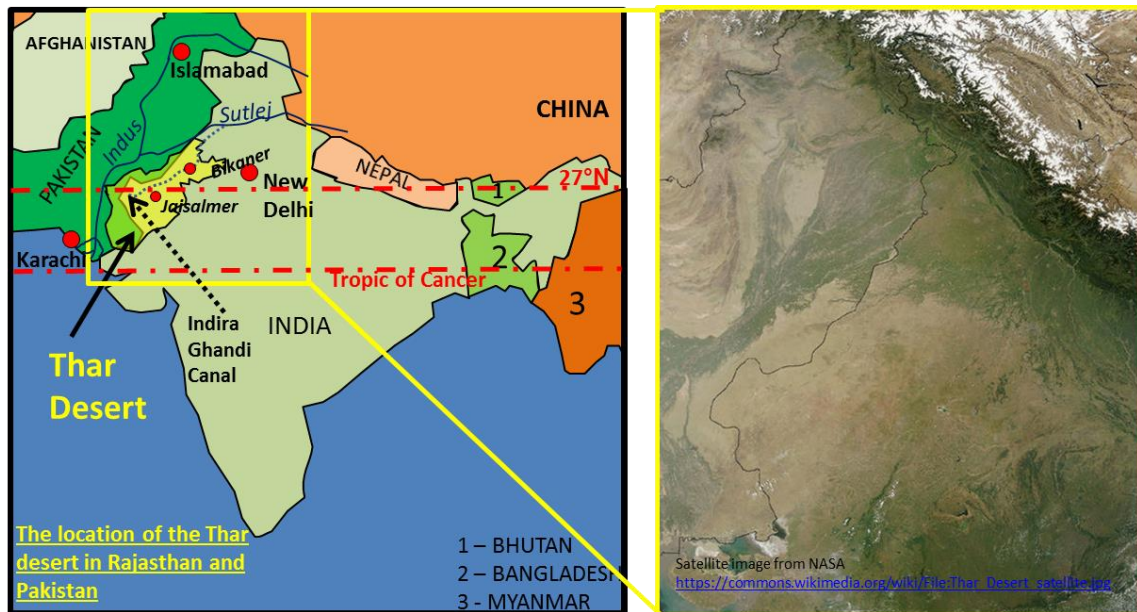 AFGHANISTAN
Islamabad
CHINA
Sutlej
Indus
PAKISTAN
Bikaner
New
Delhi
NEPAL
27°N
1
Jaisalmer
Karachi
2
Tropic of Cancer
3
INDIA
Indira
Ghandi
Canal
Thar
Desert
The location of the Thar
desert in Rajasthan and
Pakistan
1 – BHUTAN
2 – BANGLADESH
3 - MYANMAR
Satellite image from NASA
https://commons.wikimedia.org/wiki/File:Thar_Desert_satellite.jpg